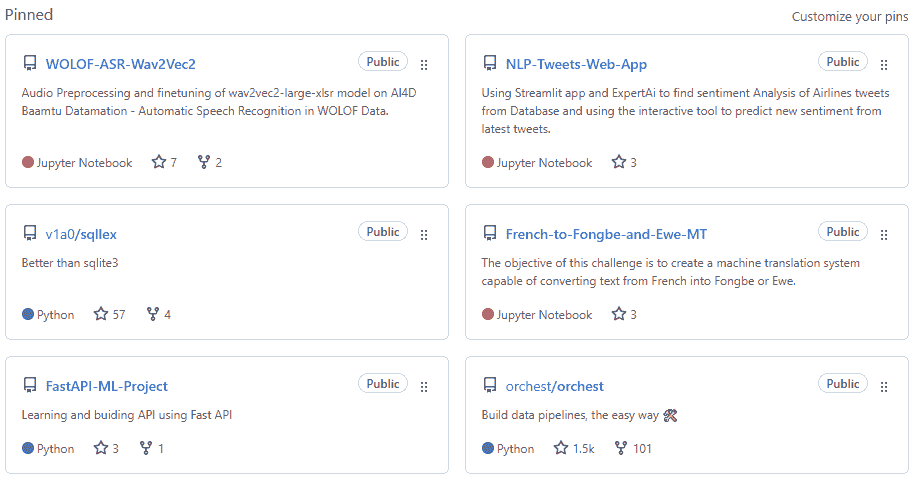 Pinned
Customize your pins
WOLOF-ASR-Wav2Vec2
Public
Audio Preprocessing and finetuning of wav2vec2-large-xlsr model on AI4D
Baamtu Datamation - Automatic Speech Recognition in WOLOF Data.
Jupyter Notebook 7 2
NLP-Tweets-Web-App
Public
Using Streamlit app and ExpertAi to find sentiment Analysis of Airlines tweets
from Database and using the interactive tool to predict new sentiment from
latest tweets.
Jupyter Notebook 3
v1a0/sqllex
Public
Better than sqlite3
Python 57 4
French-to-Fongbe-and-Ewe-MT
Public
The objective of this challenge is to create a machine translation system
capable of converting text from French into Fongbe or Ewe.
Jupyter Notebook 3
FastAPI-ML-Project
Public
Learning and buiding API using Fast API
Python 3 1
orchest/orchest
Public
Build data pipelines, the easy way 🛠️
Python 1.5k 101